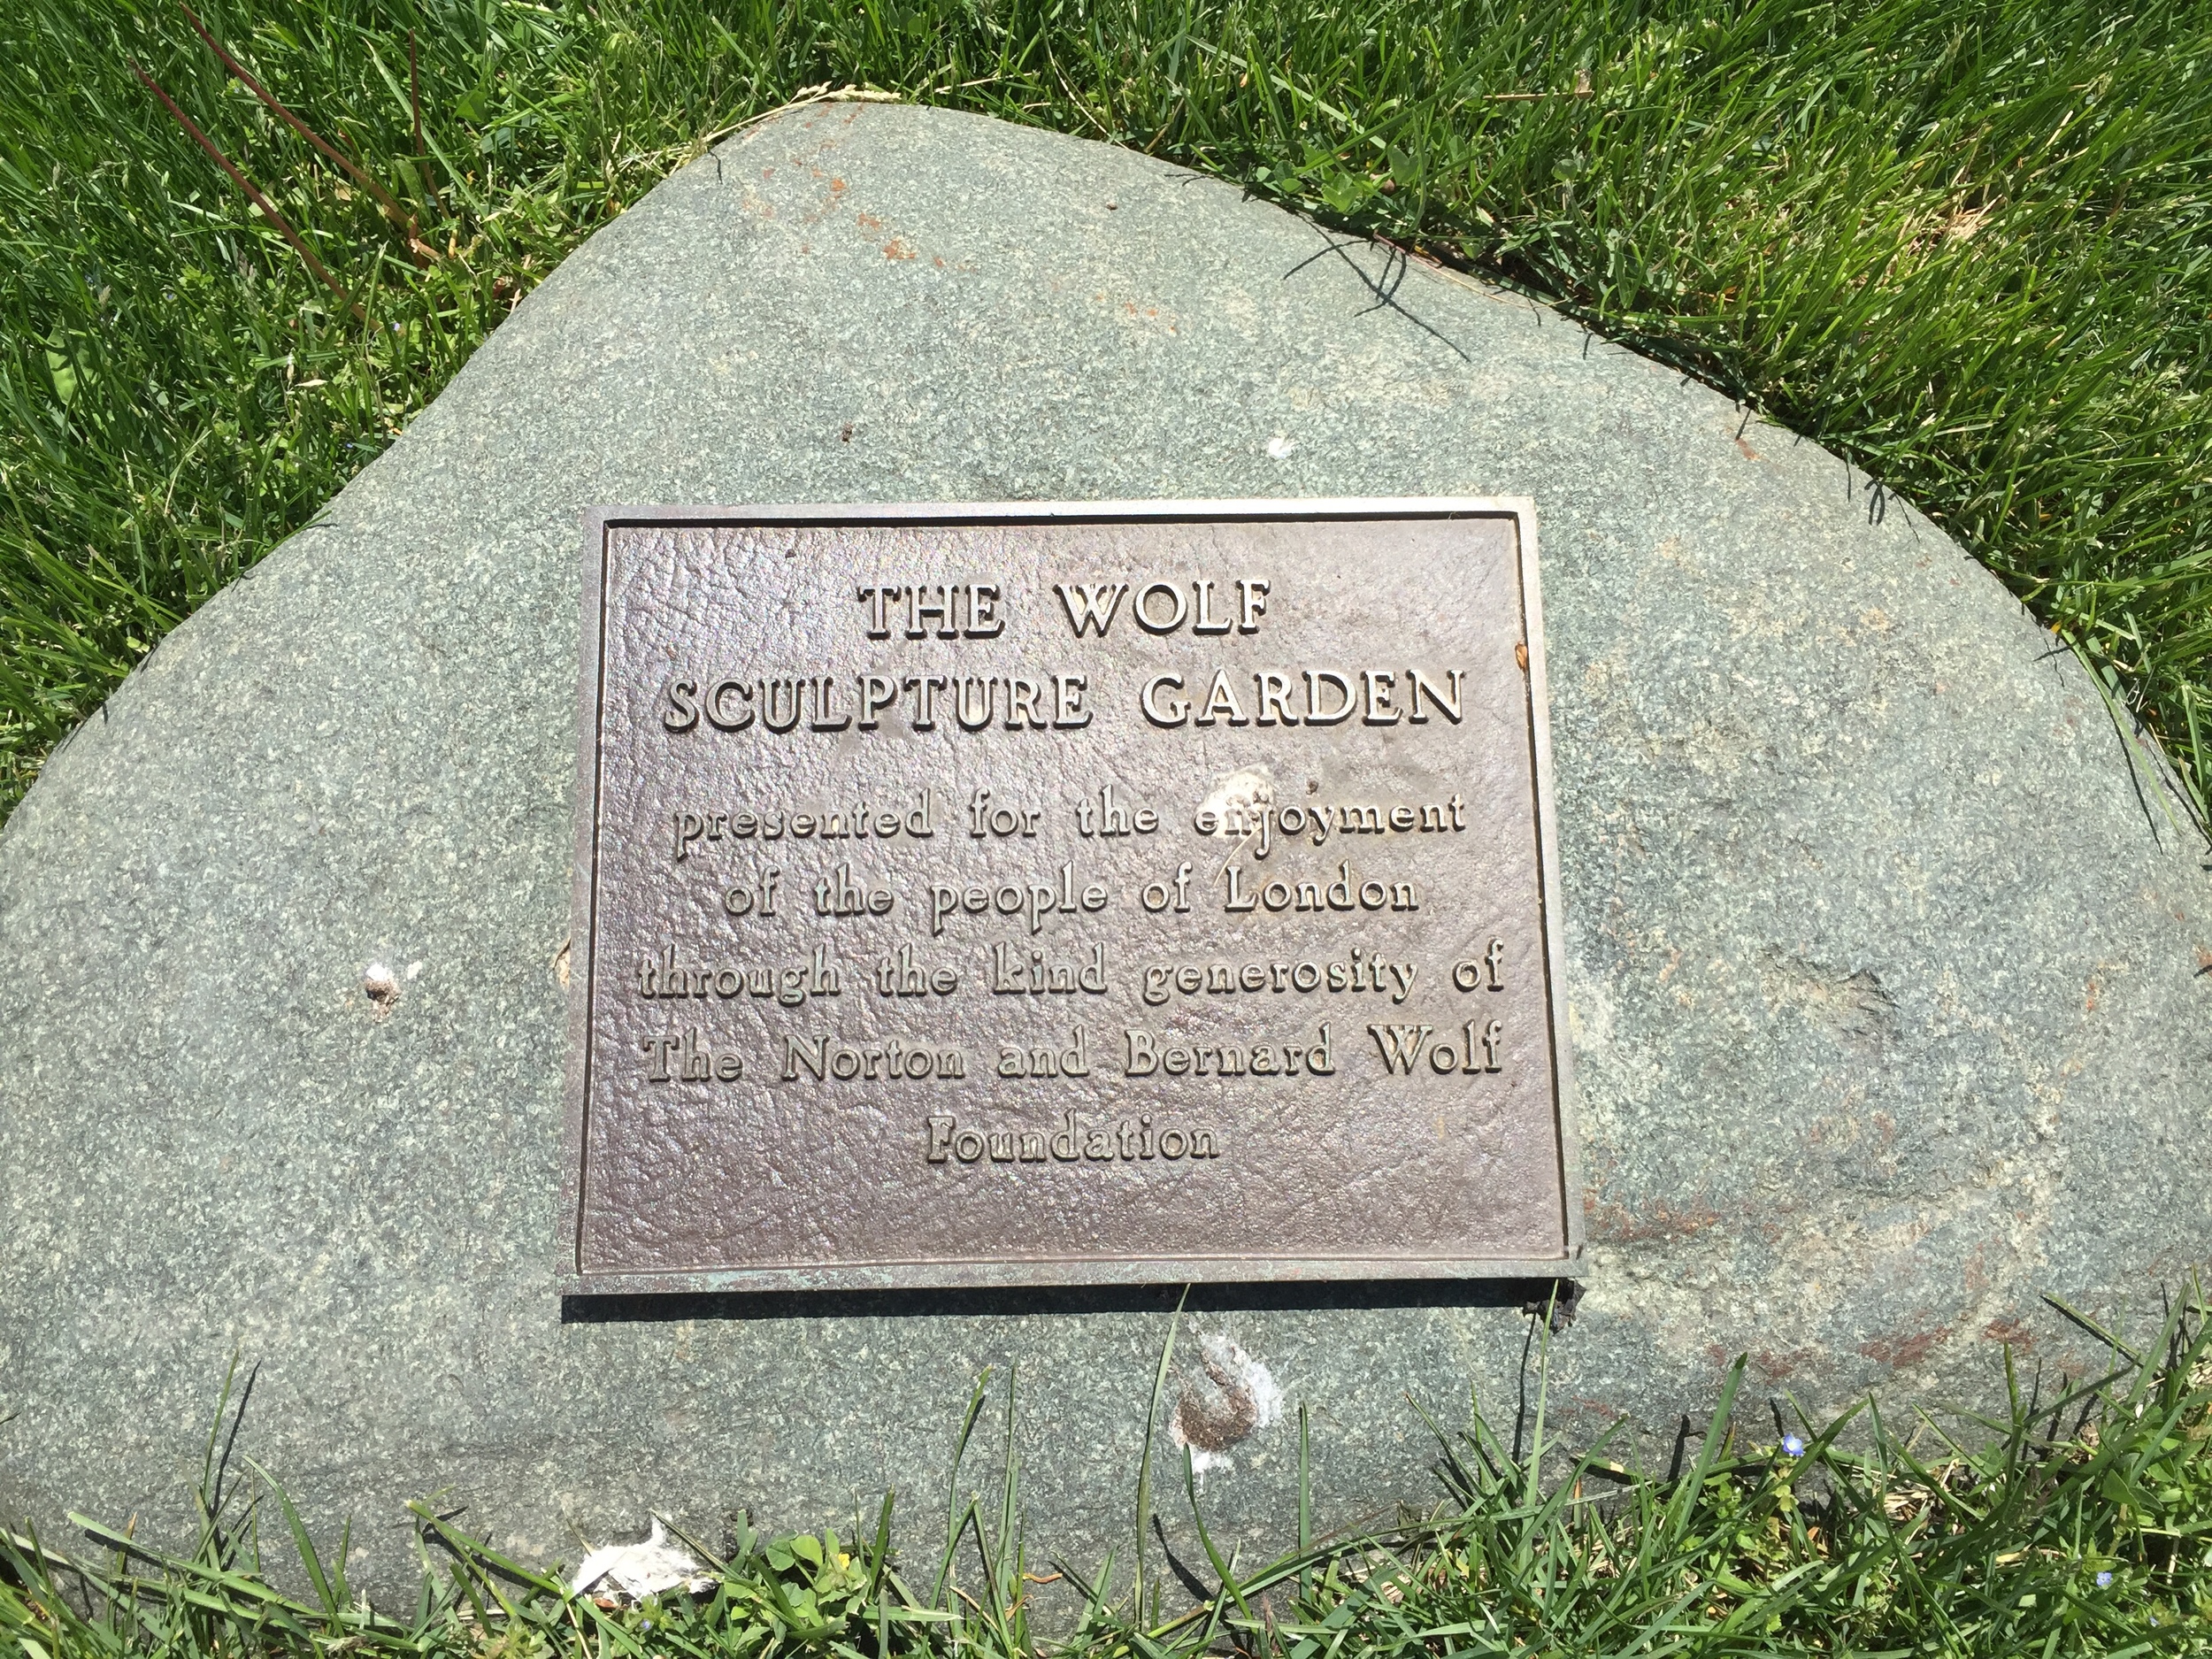 THE WOLF
SCULPTURE GARDEN
presented for the enjoyment
of the people of London
through the kind generosity of
The Norton and Bernard Wolf
Foundation